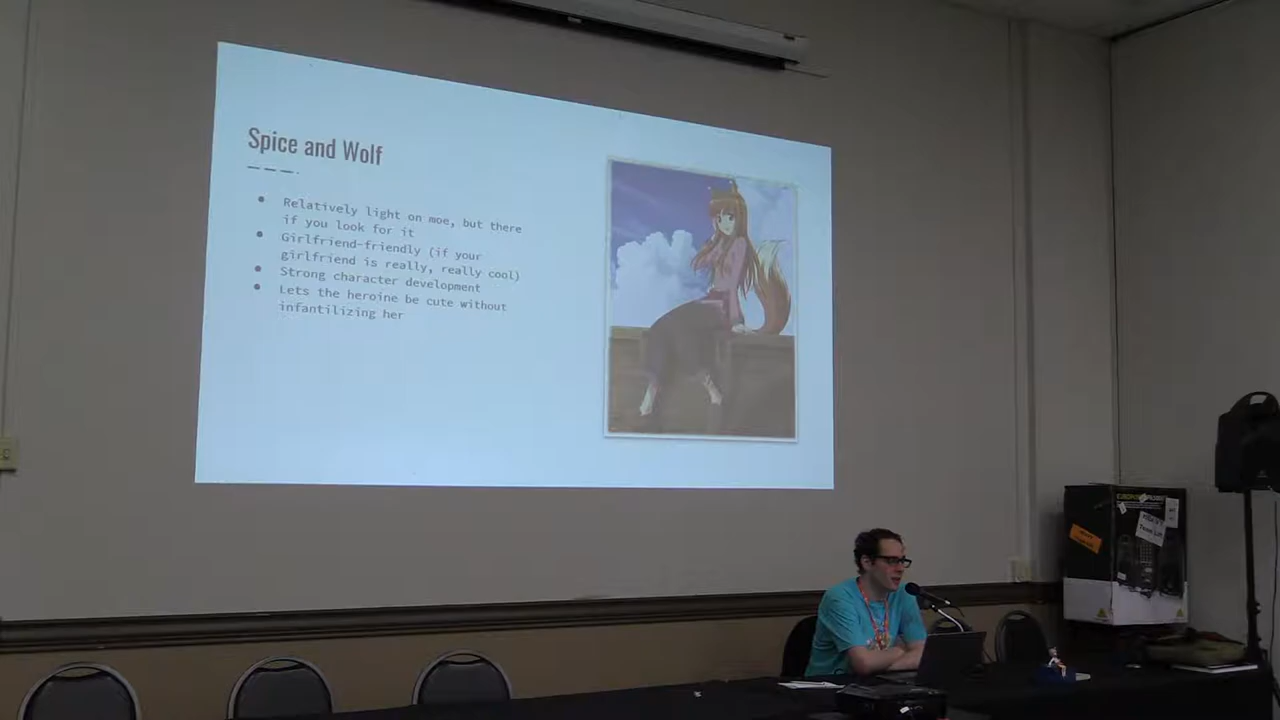 Spice and Wolf
● Relatively light on moe, but there
if you look for it
● Girlfriend-friendly (if your
girlfriend is really, really cool)
● Strong character development
● Lets the heroine be cute without
infantilizing her